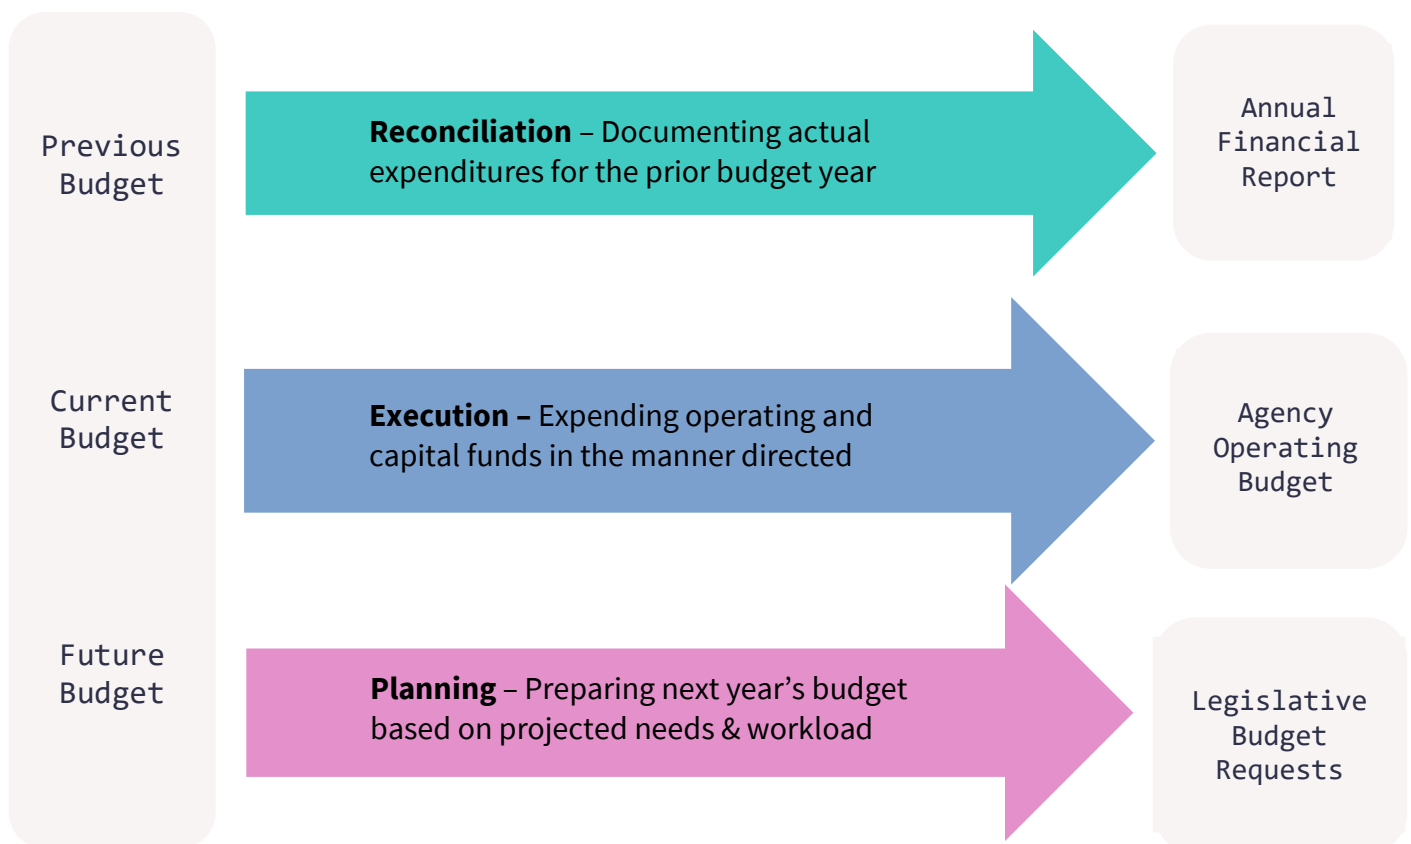 Previous
Budget
Reconciliation – Documenting actual
expenditures for the prior budget year
Annual
Financial
Report
Current
Budget
Execution – Expending operating and
capital funds in the manner directed
Agency
Operating
Budget
Future
Budget
Planning – Preparing next year’s budget
based on projected needs & workload
Legislative
Budget
Requests